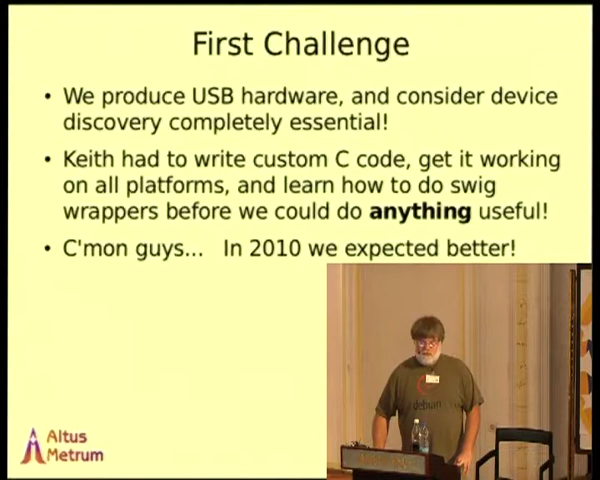 First Challenge
• We produce USB hardware, and consider device
discovery completely essential!
• Keith had to write custom C code, get it working
on all platforms, and learn how to do swig
wrappers before we could do anything useful!
• C'mon guys... In 2010 we expected better!
debian
Altus
Metrum